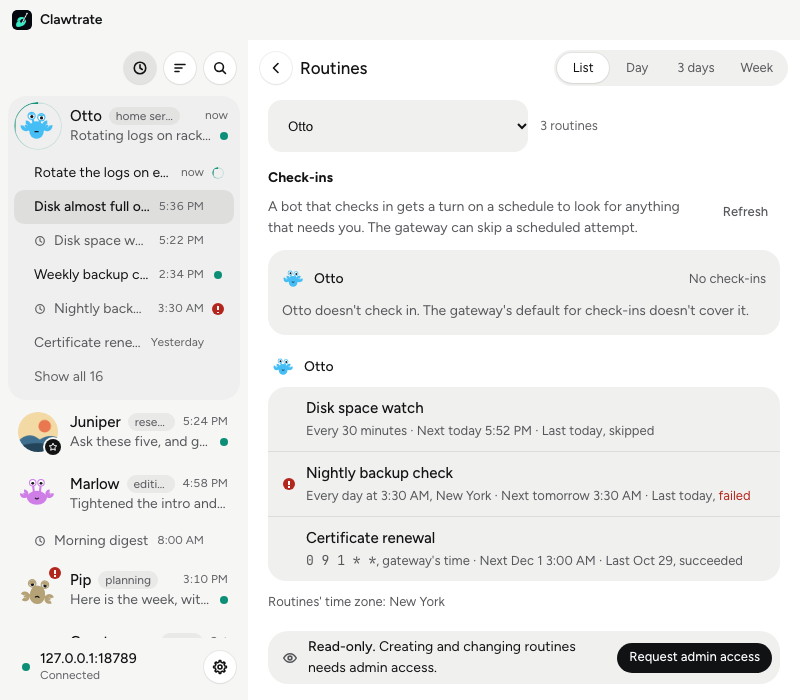 Clawtrate
Otto home ser... now
Rotating logs on rack...
Rotate the logs on e... now
Disk almost full o... 5:36 PM
Disk space w... 5:22 PM
Weekly backup c... 2:34 PM
Nightly back... 3:30 AM
Certificate rene... Yesterday
Show all 16
Juniper rese... 5:24 PM
Ask these five, and g...
Marlow editi... 4:58 PM
Tightened the intro and...
Morning digest 8:00 AM
Pip planning 3:10 PM
Here is the week, wit...
127.0.0.1:18789
Connected
Routines
List Day 3 days Week
Otto 3 routines
Check-ins
A bot that checks in gets a turn on a schedule to look for anything
that needs you. The gateway can skip a scheduled attempt.
Refresh
Otto No check-ins
Otto doesn't check in. The gateway's default for check-ins doesn't cover it.
Otto
Disk space watch
Every 30 minutes · Next today 5:52 PM · Last today, skipped
Nightly backup check
Every day at 3:30 AM, New York · Next tomorrow 3:30 AM · Last today, failed
Certificate renewal
0 9 1 * *, gateway's time · Next Dec 1 3:00 AM · Last Oct 29, succeeded
Routines' time zone: New York
Read-only. Creating and changing routines
needs admin access.
Request admin access